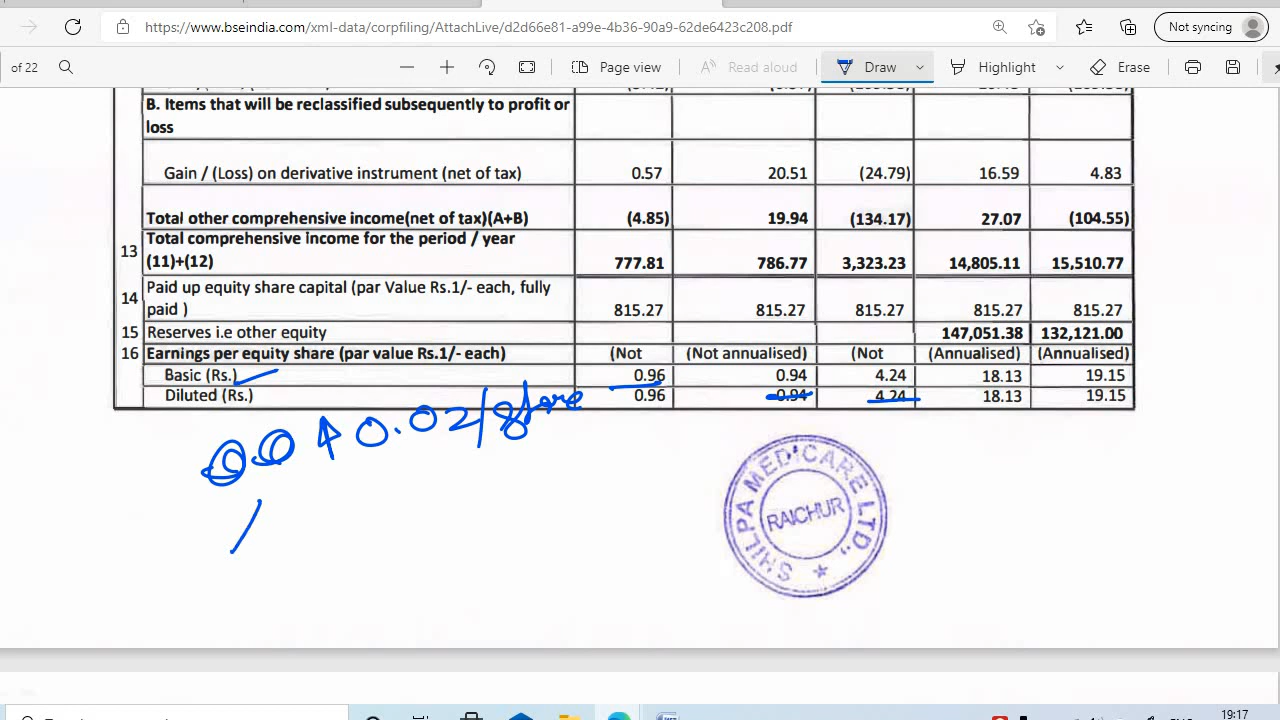 https://www.bseindia.com/xml-data/corpfiling/AttachLive/d2d66e81-a99e-4b36-90a9-62de6423c208.pdf
Not syncing
of 22
Page view
Read aloud
Draw
Highlight
Erase
B. Items that will be reclassified subsequently to profit or
loss
Gain / (Loss) on derivative instrument (net of tax) 0.57 20.51 (24.79) 16.59 4.83
Total other comprehensive income(net of tax)(A+B) (4.85) 19.94 (134.17) 27.07 (104.55)
13 Total comprehensive income for the period / year
(11)+(12) 777.81 786.77 3,323.23 14,805.11 15,510.77
14 Paid up equity share capital (par Value Rs.1/- each, fully
paid ) 815.27 815.27 815.27 815.27 815.27
15 Reserves i.e other equity 147,051.38 132,121.00
16 Earnings per equity share (par value Rs.1/- each) (Not (Not annualised) (Not (Annualised) (Annualised)
Basic (Rs.) 0.96 0.94 4.24 18.13 19.15
Diluted (Rs.) 0.96 0.94 4.24 18.13 19.15
0.02/share
SHILPA MEDICARE LTD.,
RAICHUR
19:17